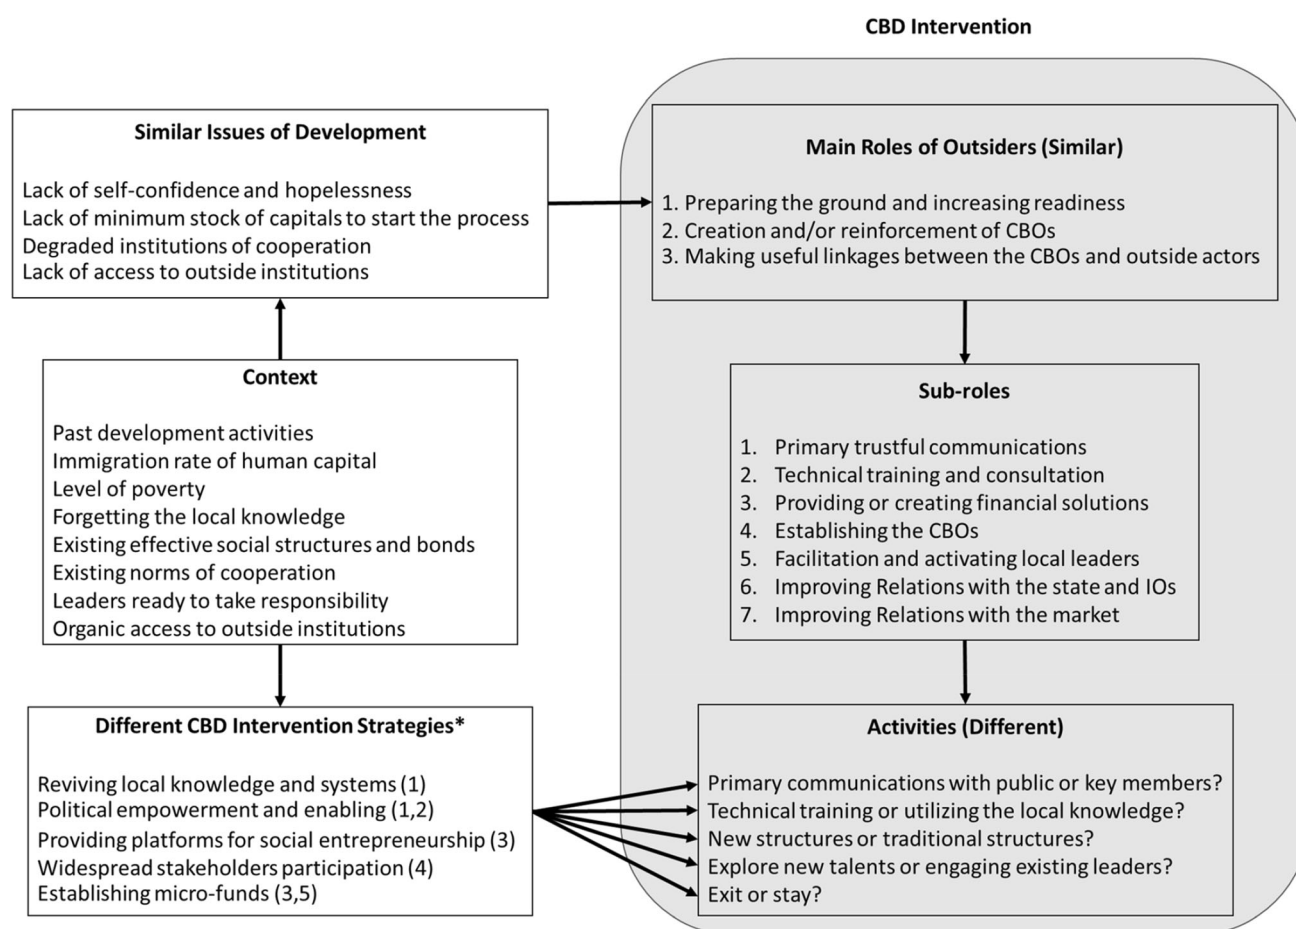 CBD Intervention
Similar Issues of Development
Lack of self-confidence and hopelessness
Lack of minimum stock of capitals to start the process
Degraded institutions of cooperation
Lack of access to outside institutions
Main Roles of Outsiders (Similar)
1. Preparing the ground and increasing readiness
2. Creation and/or reinforcement of CBOs
3. Making useful linkages between the CBOs and outside actors
Context
Past development activities
Immigration rate of human capital
Level of poverty
Forgetting the local knowledge
Existing effective social structures and bonds
Existing norms of cooperation
Leaders ready to take responsibility
Organic access to outside institutions
Sub-roles
1. Primary trustful communications
2. Technical training and consultation
3. Providing or creating financial solutions
4. Establishing the CBOs
5. Facilitation and activating local leaders
6. Improving Relations with the state and IOs
7. Improving Relations with the market
Different CBD Intervention Strategies*
Reviving local knowledge and systems (1)
Political empowerment and enabling (1,2)
Providing platforms for social entrepreneurship (3)
Widespread stakeholders participation (4)
Establishing micro-funds (3,5)
Activities (Different)
Primary communications with public or key members?
Technical training or utilizing the local knowledge?
New structures or traditional structures?
Explore new talents or engaging existing leaders?
Exit or stay?